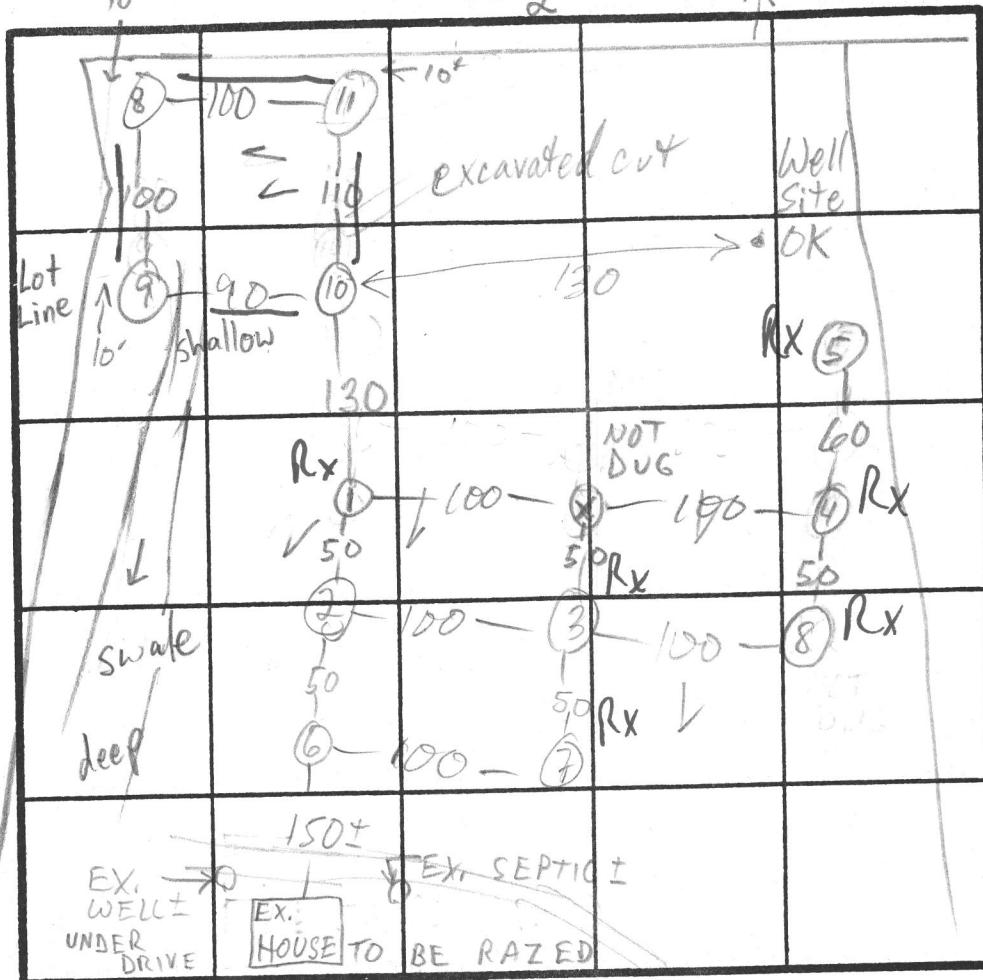 8 100 11 10'
100 110 excavated cut Well
Site
OK
Lot
Line
9 90 10 130
10' shallow
Rx 5
130
60
NOT
DUG
Rx
1 100 X 100 4 Rx
50 50 50
Rx
2 100 3 100 8 Rx
swale
50 50 Rx
deep
6 100 7
150±
EX.
WELL±
UNDER
DRIVE
EX. SEPTIC ±
EX.
HOUSE TO BE RAZED